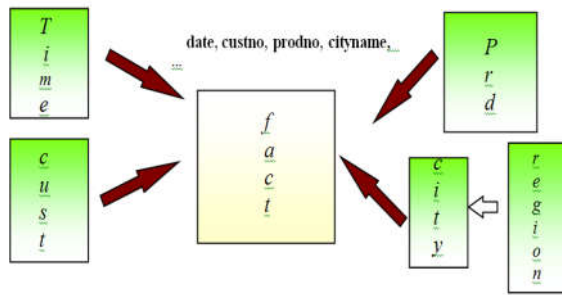 Time
date, custno, prodno, cityname,
...
Prd
fact
cust
city
region